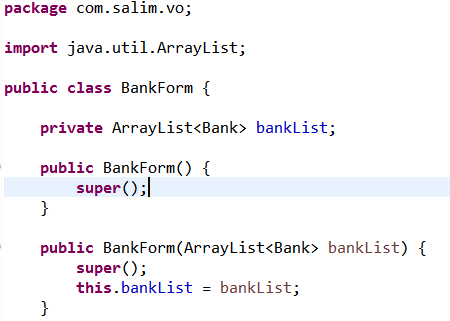 package com.salim.vo;
import java.util.ArrayList;
public class BankForm {
private ArrayList<Bank> bankList;
public BankForm() {
super();
}
public BankForm(ArrayList<Bank> bankList) {
super();
this.bankList = bankList;
}